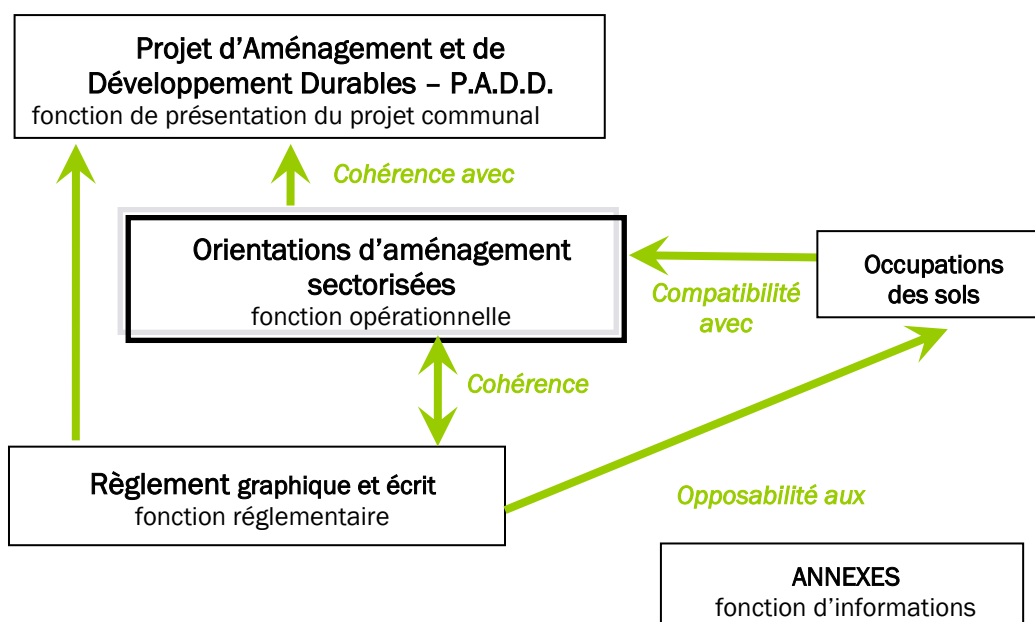 Projet d’Aménagement et de
Développement Durables – P.A.D.D.
fonction de présentation du projet communal
Cohérence avec
Orientations d’aménagement
sectorisées
fonction opérationnelle
Occupations
des sols
Compatibilité
avec
Cohérence
Règlement graphique et écrit
fonction réglementaire
Opposabilité aux
ANNEXES
fonction d’informations